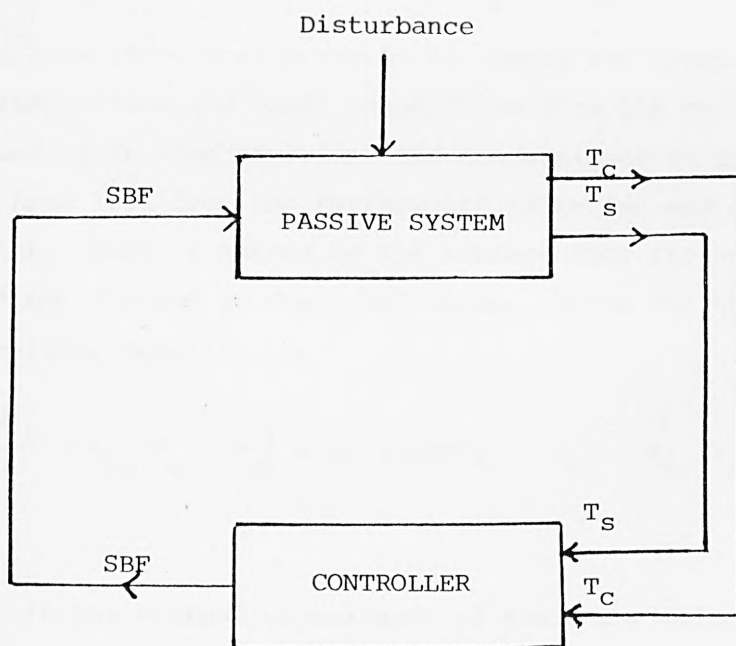 Disturbance
SBF
PASSIVE SYSTEM
T_C
T_S
T_S
SBF
CONTROLLER
T_C